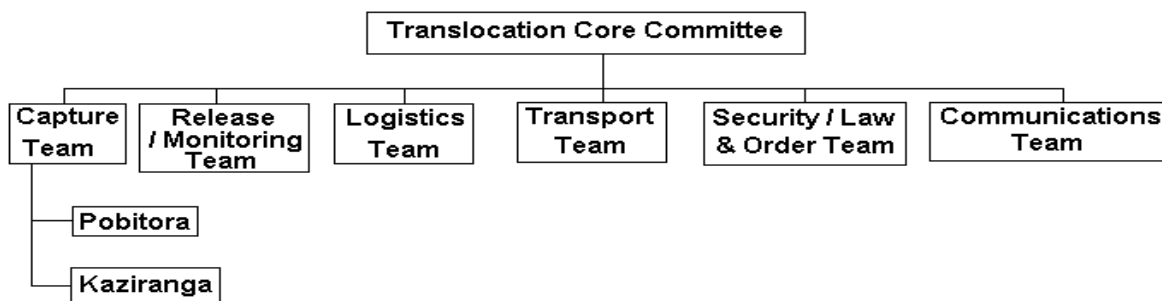 Translocation Core Committee
Capture
Team
Release
/ Monitoring
Team
Logistics
Team
Transport
Team
Security / Law
& Order Team
Communications
Team
Pobitora
Kaziranga